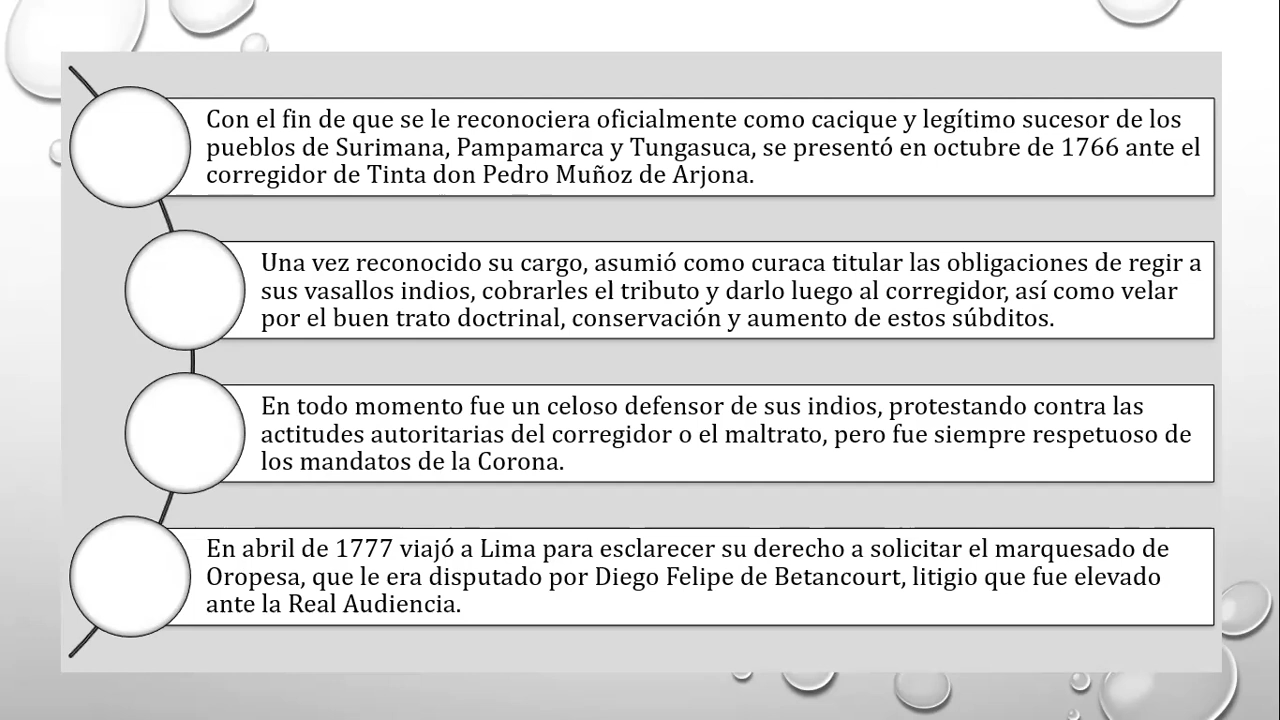 Con el fin de que se le reconociera oficialmente como cacique y legítimo sucesor de los
pueblos de Surimana, Pampamarca y Tungasuca, se presentó en octubre de 1766 ante el
corregidor de Tinta don Pedro Muñoz de Arjona.
Una vez reconocido su cargo, asumió como curaca titular las obligaciones de regir a
sus vasallos indios, cobrarles el tributo y darlo luego al corregidor, así como velar
por el buen trato doctrinal, conservación y aumento de estos súbditos.
En todo momento fue un celoso defensor de sus indios, protestando contra las
actitudes autoritarias del corregidor o el maltrato, pero fue siempre respetuoso de
los mandatos de la Corona.
En abril de 1777 viajó a Lima para esclarecer su derecho a solicitar el marquesado de
Oropesa, que le era disputado por Diego Felipe de Betancourt, litigio que fue elevado
ante la Real Audiencia.